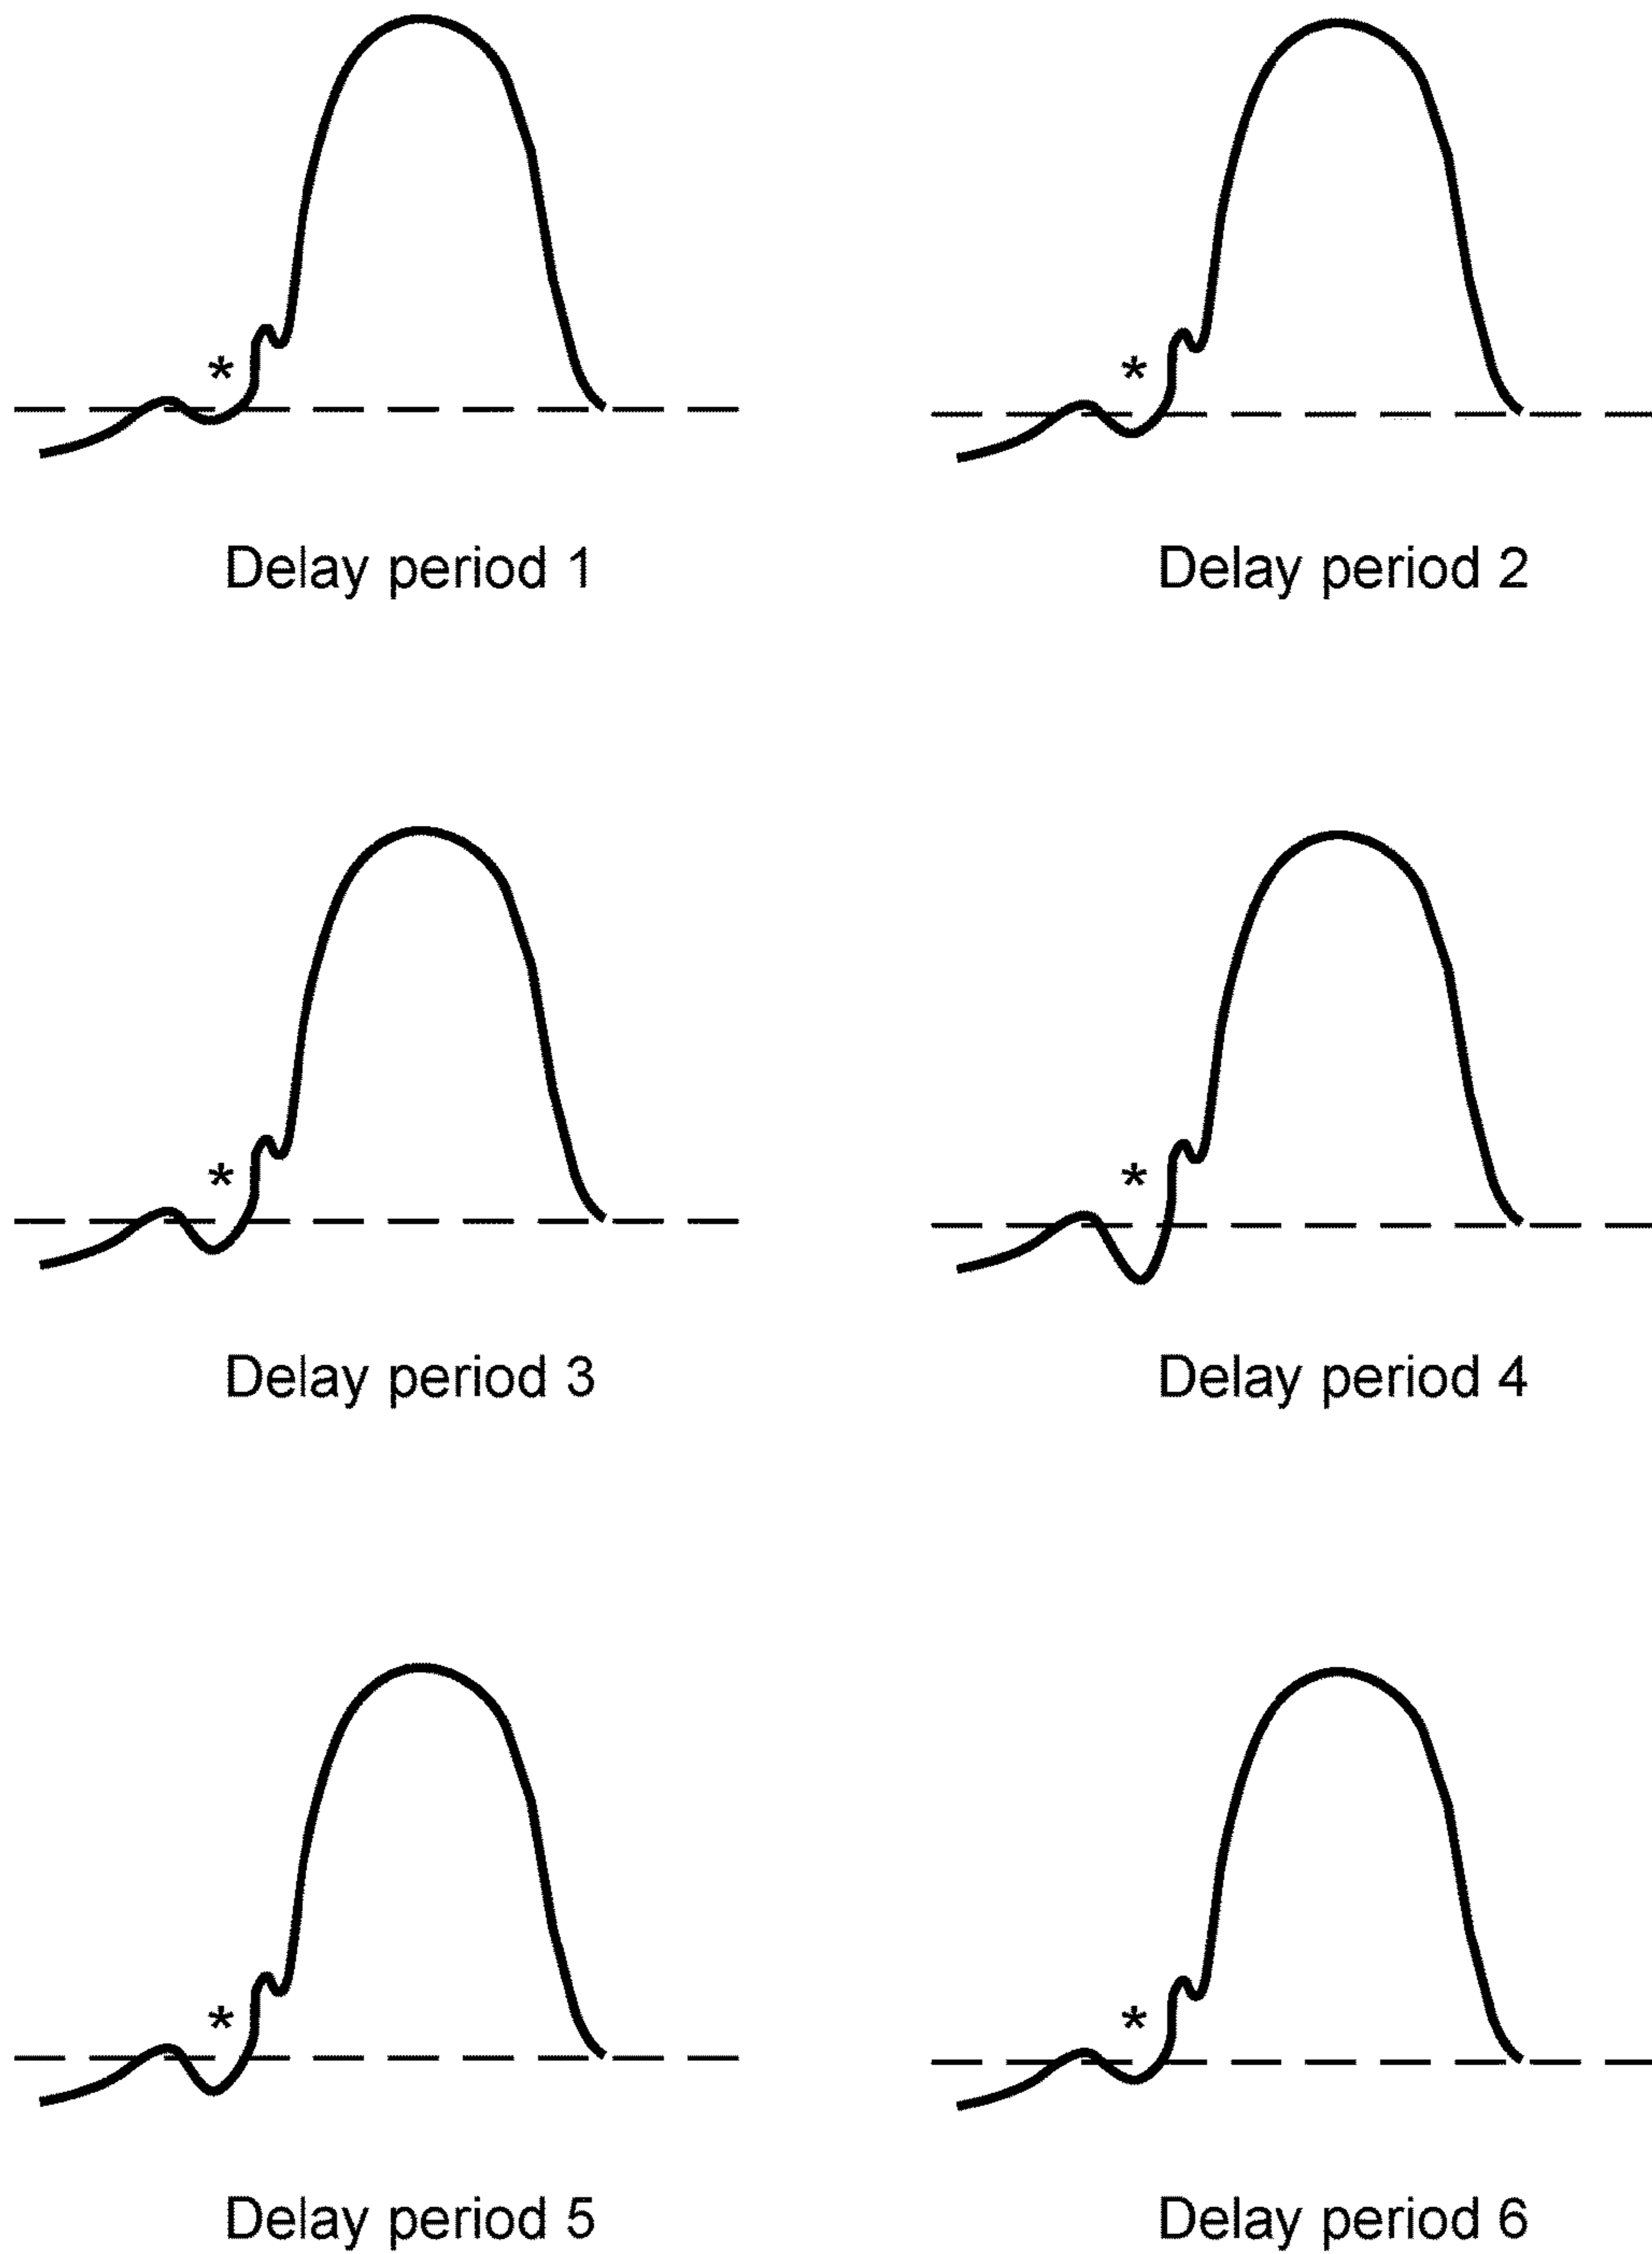 *
*
Delay period 1
Delay period 2
*
*
Delay period 3
Delay period 4
*
*
Delay period 5
Delay period 6